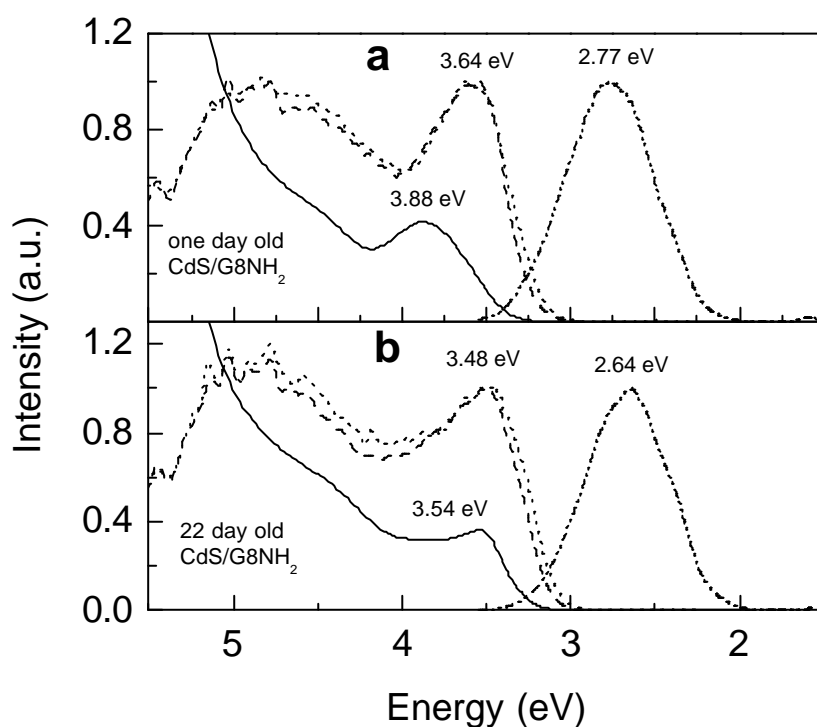 1.2
a
3.64 eV
2.77 eV
0.8
3.88 eV
0.4
one day old
CdS/G8NH₂
1.2
b
3.48 eV
2.64 eV
0.8
3.54 eV
0.4
22 day old
CdS/G8NH₂
0.0
5 4 3 2
Energy (eV)
Intensity (a.u.)